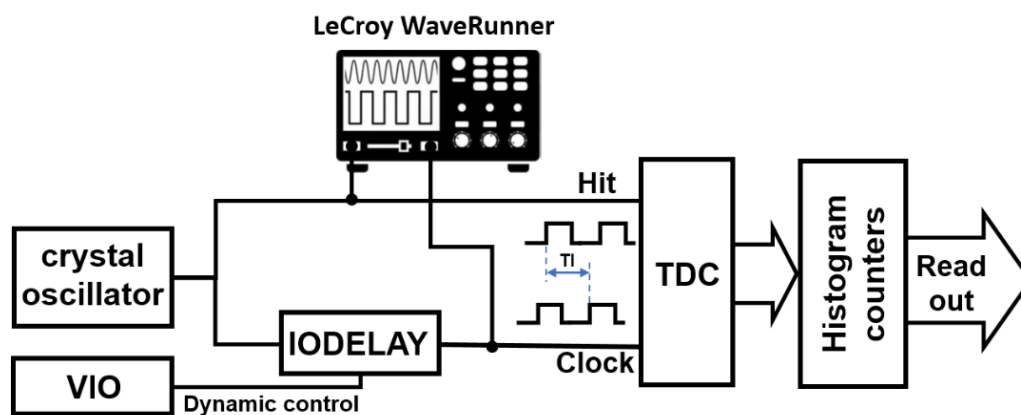 LeCroy WaveRunner
Hit
crystal
oscillator
TI
TDC
Histogram
counters
Read
out
IODELAY
Clock
VIO
Dynamic control